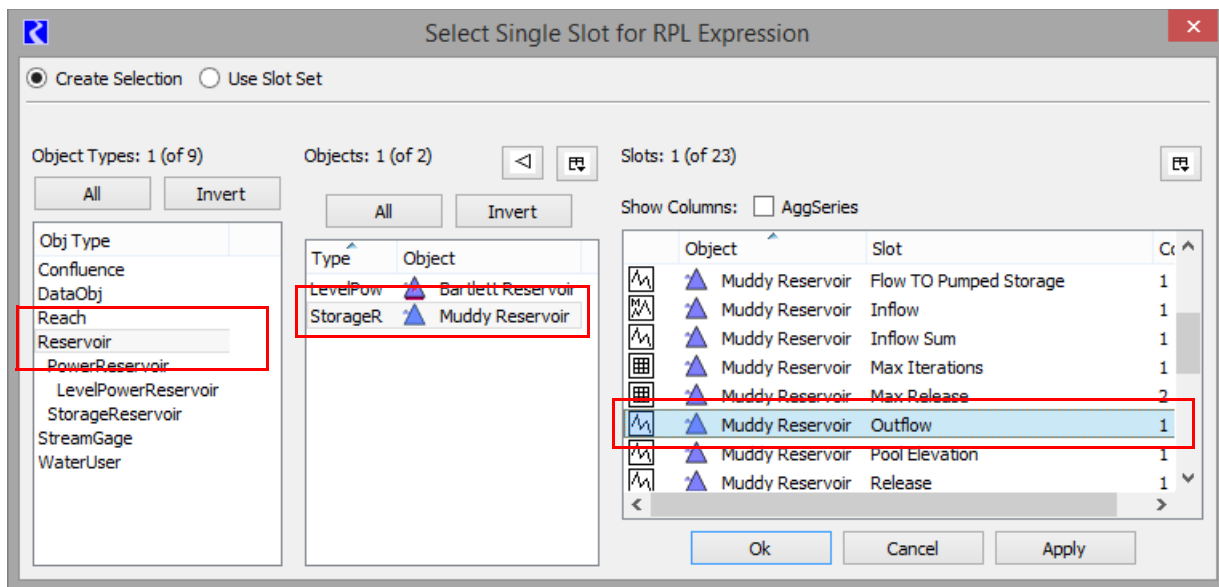 Select Single Slot for RPL Expression
Create Selection Use Slot Set
Object Types: 1 (of 9)
All Invert
Obj Type
Confluence
DataObj
Reach
Reservoir
PowerReservoir
LevelPowerReservoir
StorageReservoir
StreamGage
WaterUser
Objects: 1 (of 2)
All Invert
Type Object
LevelPow Bartlett Reservoir
StorageR Muddy Reservoir
Slots: 1 (of 23)
Show Columns: AggSeries
Object Slot
Muddy Reservoir Flow TO Pumped Storage 1
Muddy Reservoir Inflow 1
Muddy Reservoir Inflow Sum 1
Muddy Reservoir Max Iterations 1
Muddy Reservoir Max Release 2
Muddy Reservoir Outflow 1
Muddy Reservoir Pool Elevation 1
Muddy Reservoir Release 1
Ok Cancel Apply